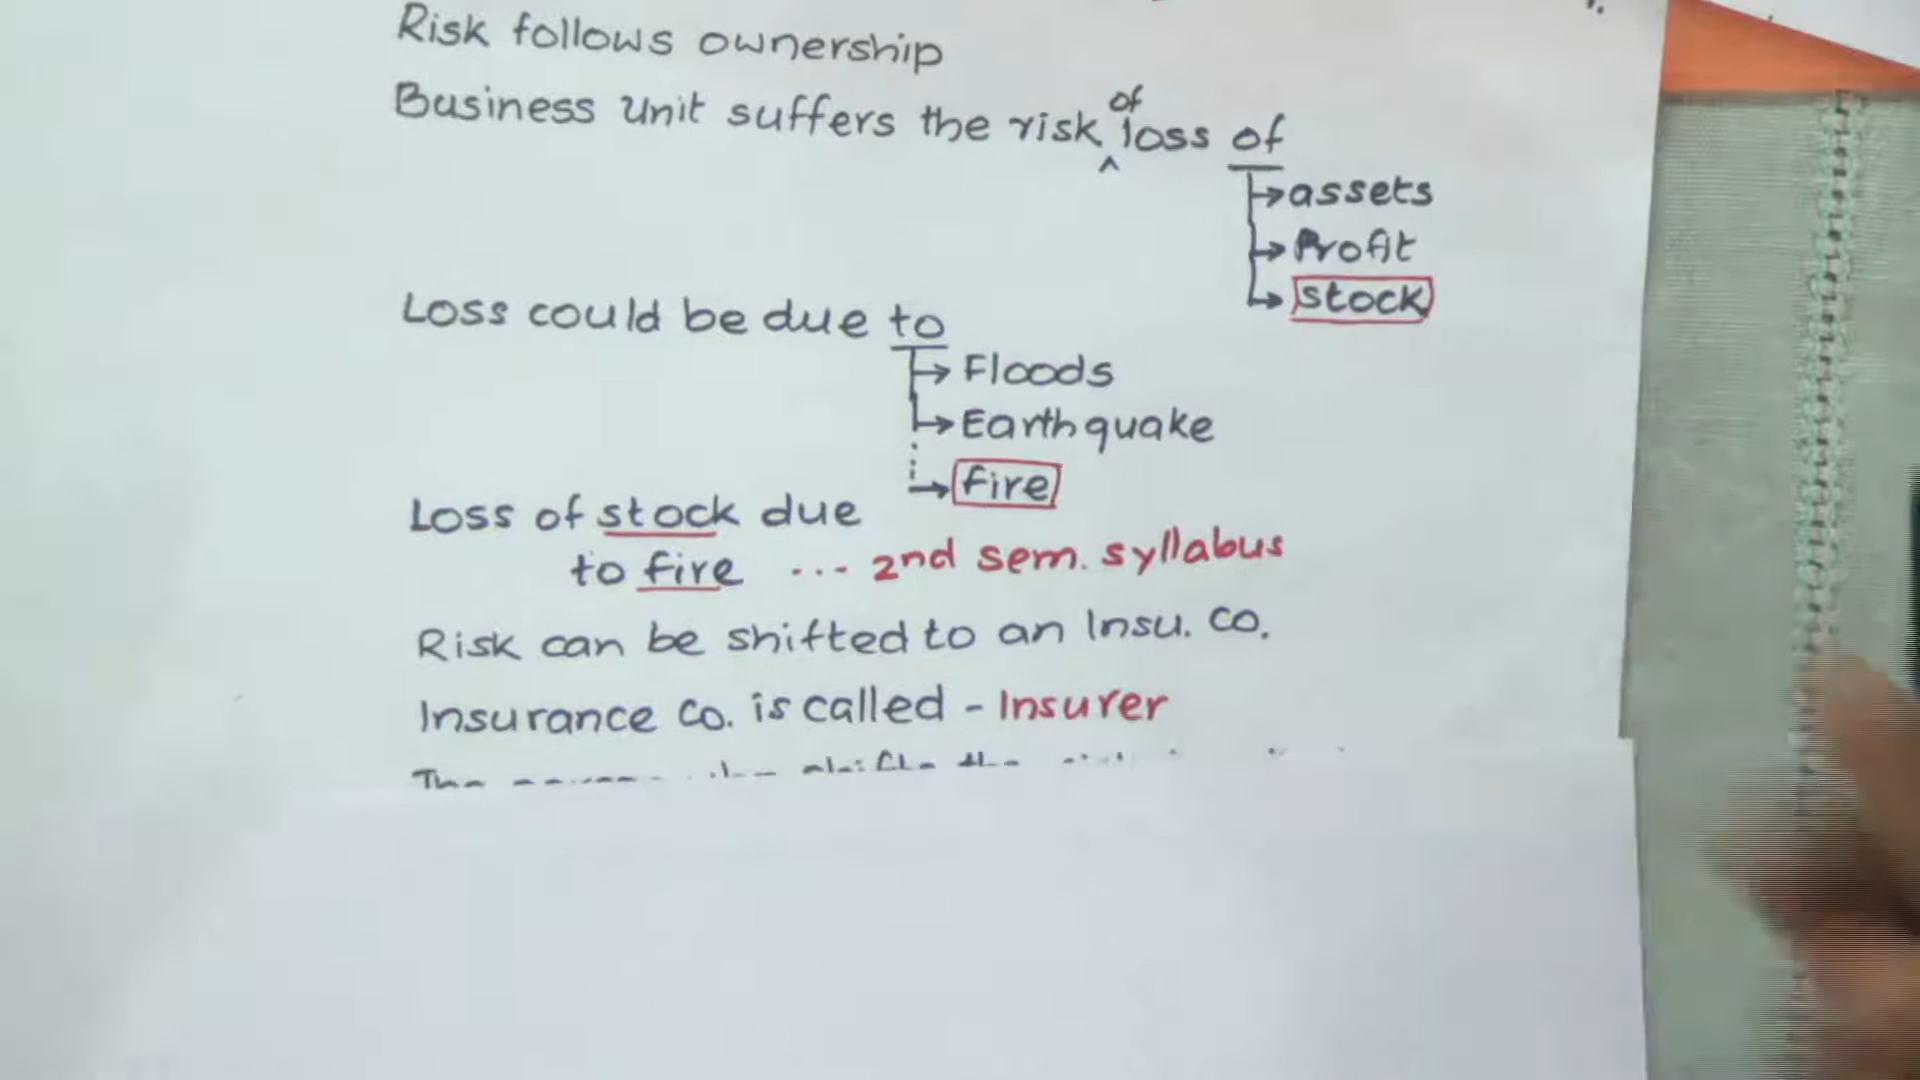 Risk follows ownership
Business Unit suffers the risk of loss of
→ assets
→ Profit
→ stock
Loss could be due to
→ Floods
→ Earthquake
→ fire
Loss of stock due
to fire ... 2nd sem. syllabus
Risk can be shifted to an Insu. Co.
Insurance Co. is called - Insurer